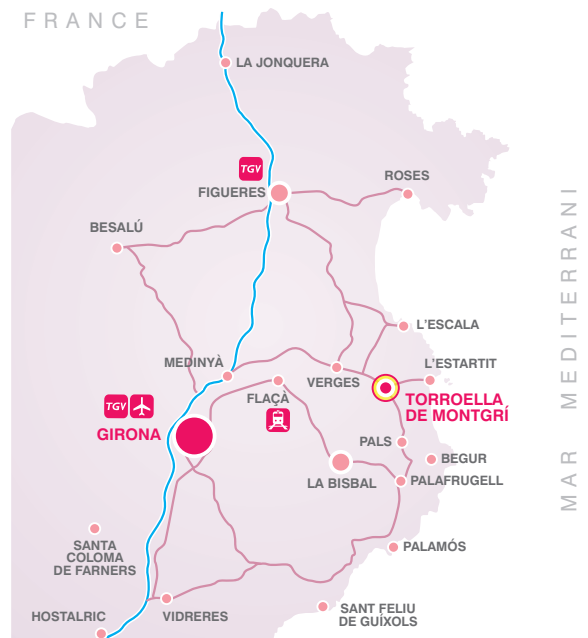 FRANCE
LA JONQUERA
TGV
FIGUERES
ROSES
BESALÚ
MAR MEDITERRANI
L'ESCALA
MEDINYÀ
VERGES
L'ESTARTIT
FLAÇÀ
TORROELLA
DE MONTGRÍ
TGV
GIRONA
PALS
BEGUR
LA BISBAL
PALAFRUGELL
SANTA
COLOMA
DE FARNERS
PALAMÓS
HOSTALRIC
VIDRERES
SANT FELIU
DE GUÍXOLS